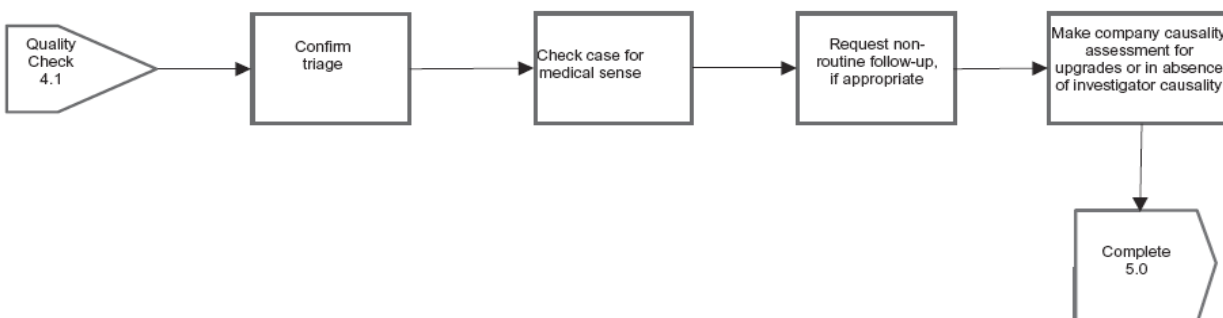 Quality
Check
4.1
Confirm
triage
Check case for
medical sense
Request non-
routine follow-up,
if appropriate
Make company causality
assessment for
upgrades or in absence
of investigator causality
Complete
5.0